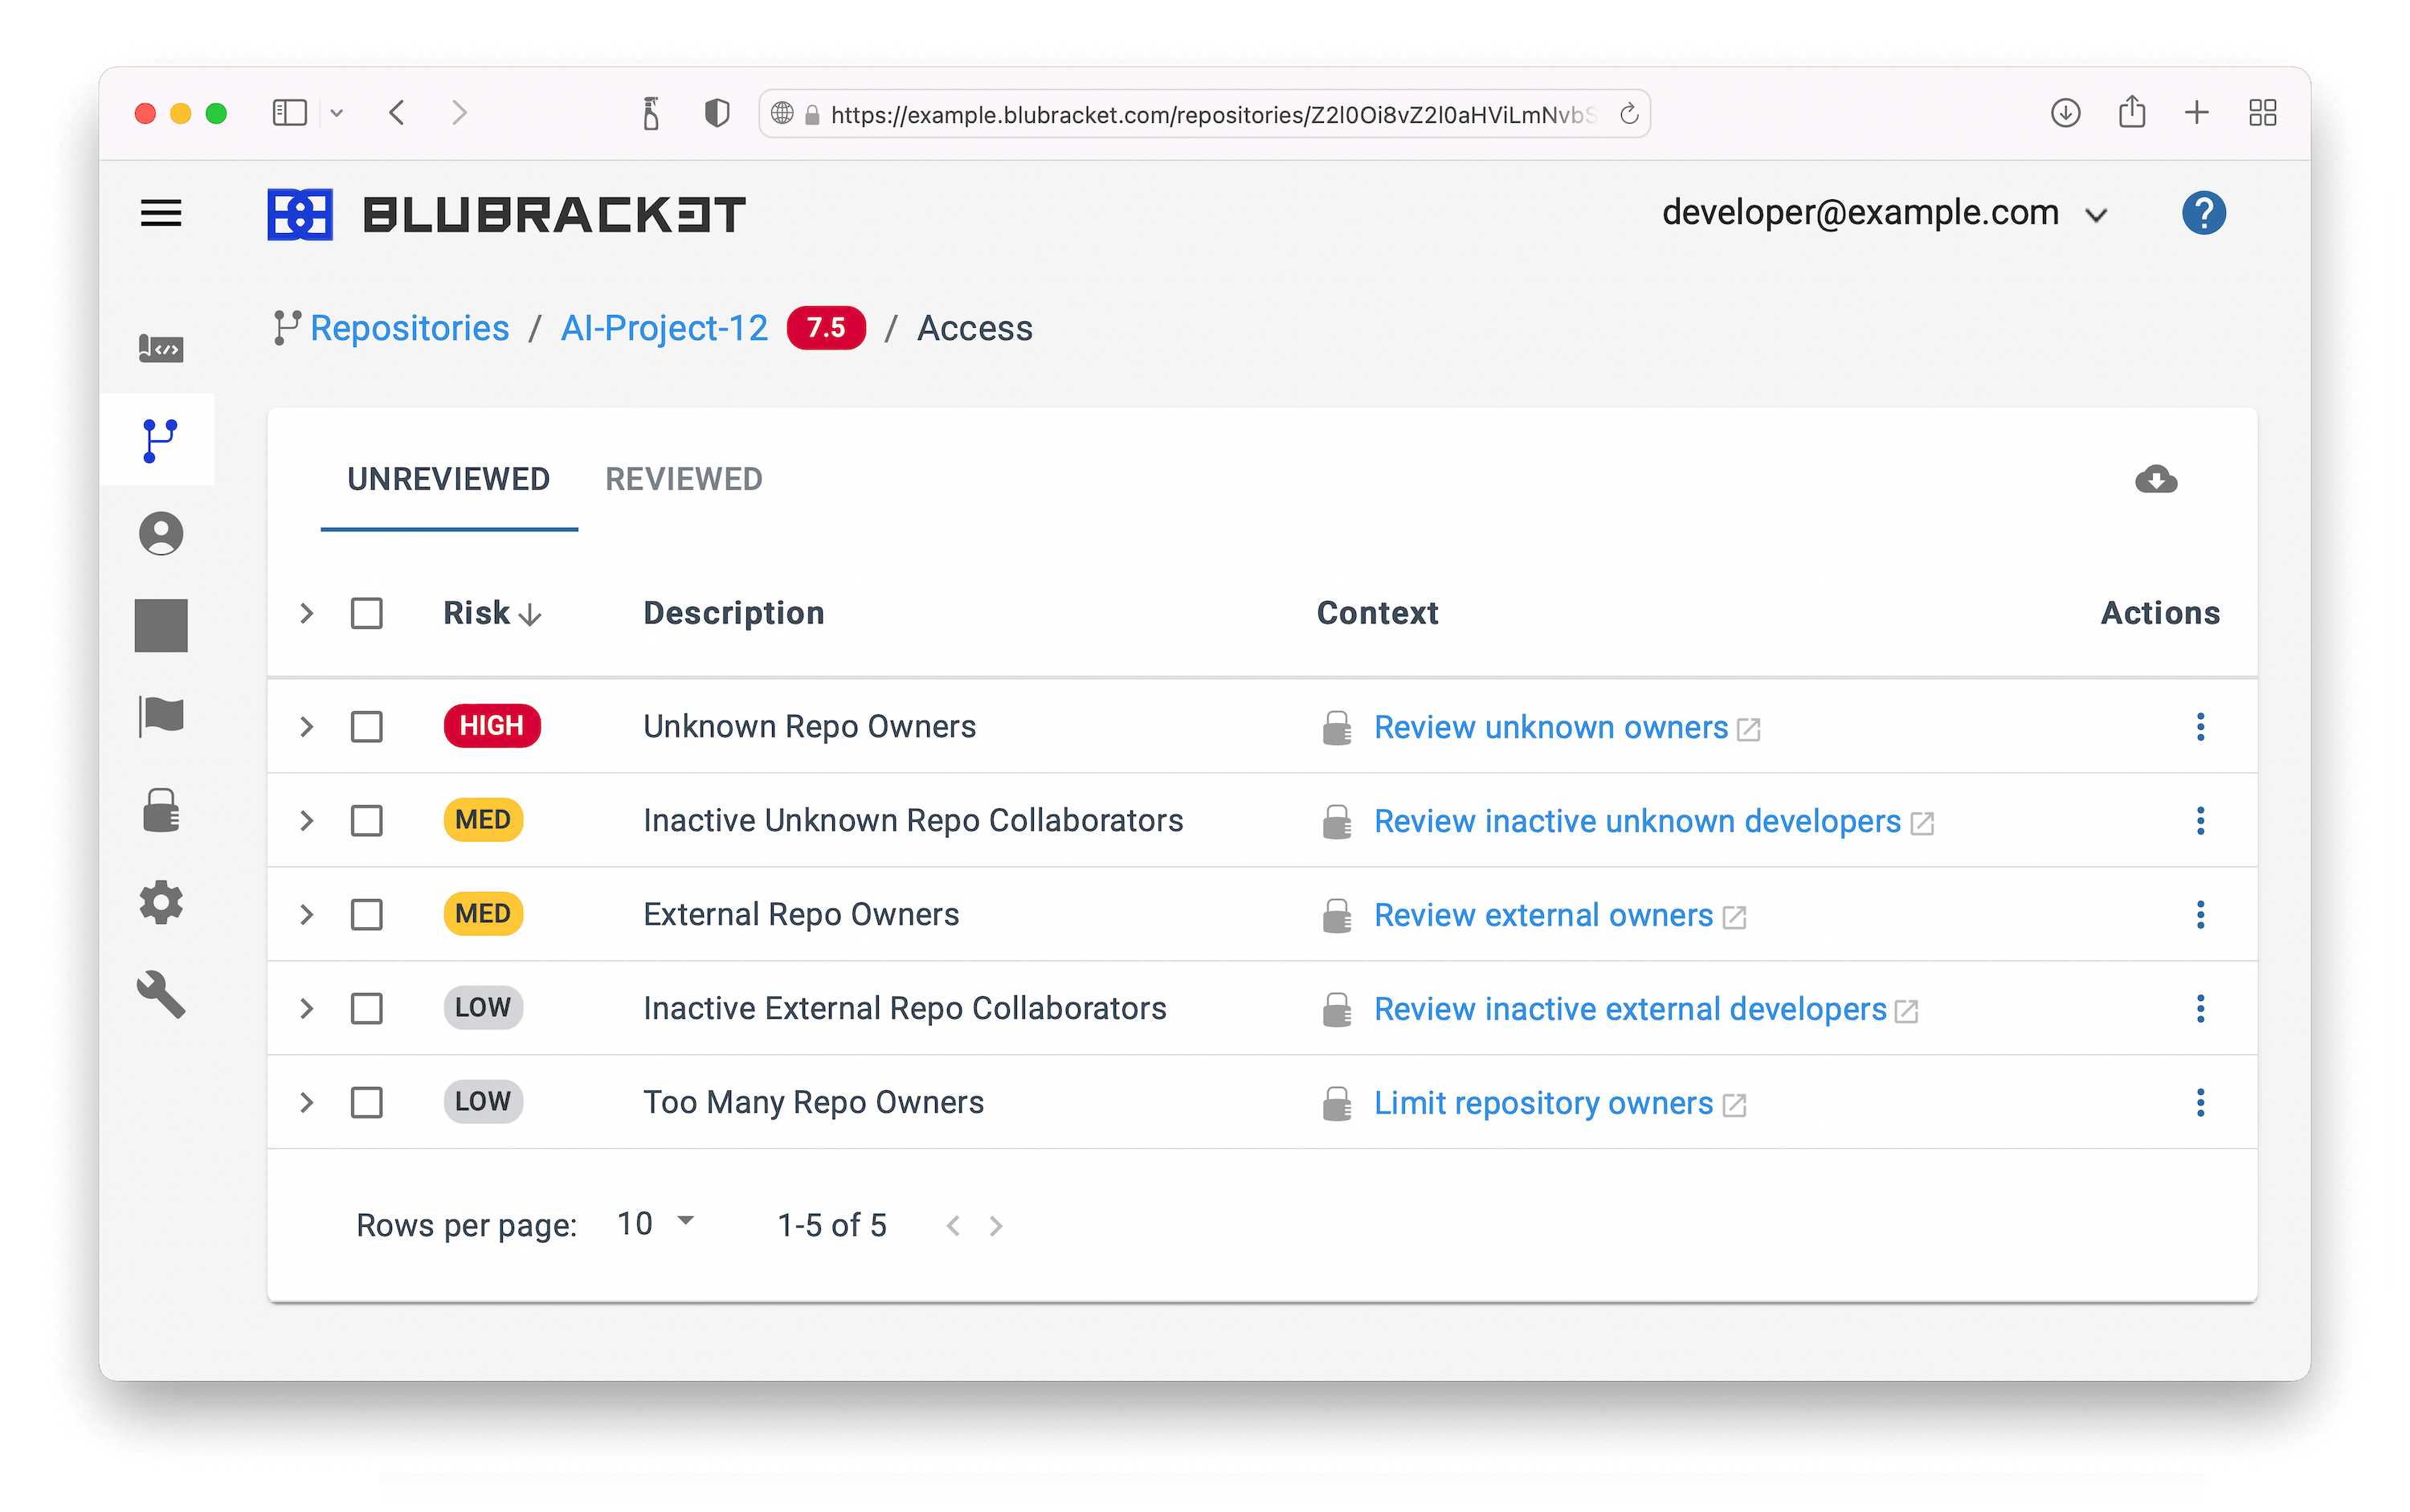 https://example.blubracket.com/repositories/Z2l0Oi8vZ2l0aHViLmNvbS
BLUBRACKET
developer@example.com
?
Repositories / AI-Project-12 7.5 / Access
UNREVIEWED REVIEWED
Risk Description Context Actions
HIGH Unknown Repo Owners Review unknown owners
MED Inactive Unknown Repo Collaborators Review inactive unknown developers
MED External Repo Owners Review external owners
LOW Inactive External Repo Collaborators Review inactive external developers
LOW Too Many Repo Owners Limit repository owners
Rows per page: 10 1-5 of 5